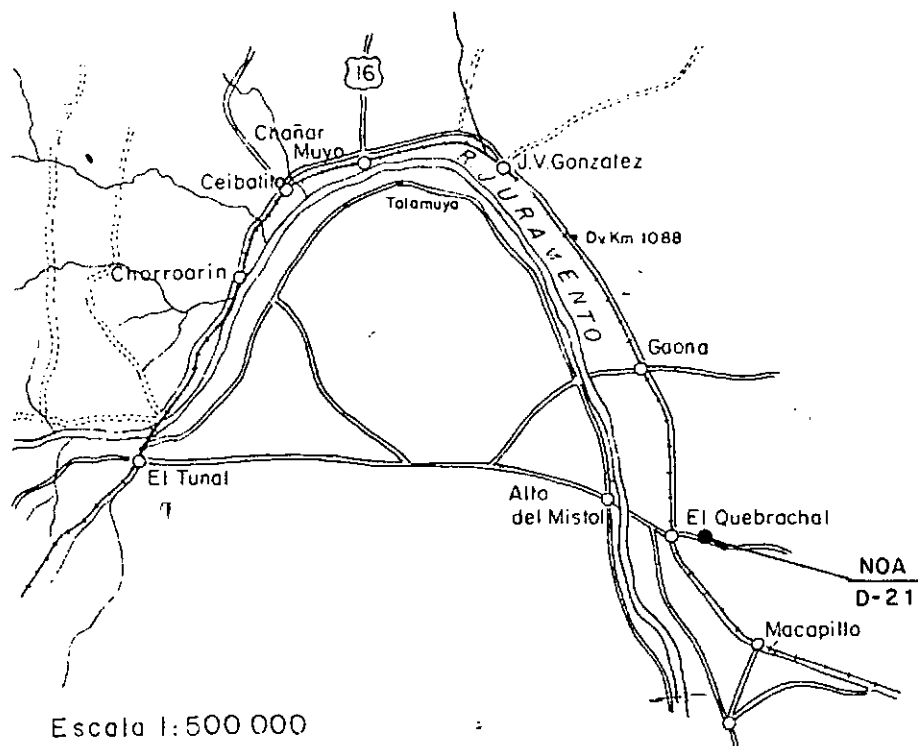 16
Chañar
Muyo
Ceibalito
J.V. Gonzalez
R. JURAMENTO
Talamuyo
Dv. Km 1088
Chorroarin
Gaona
El Tunal
Alto
del Mistol
El Quebrachal
NOA
D-21
Macapillo
Escala 1:500 000